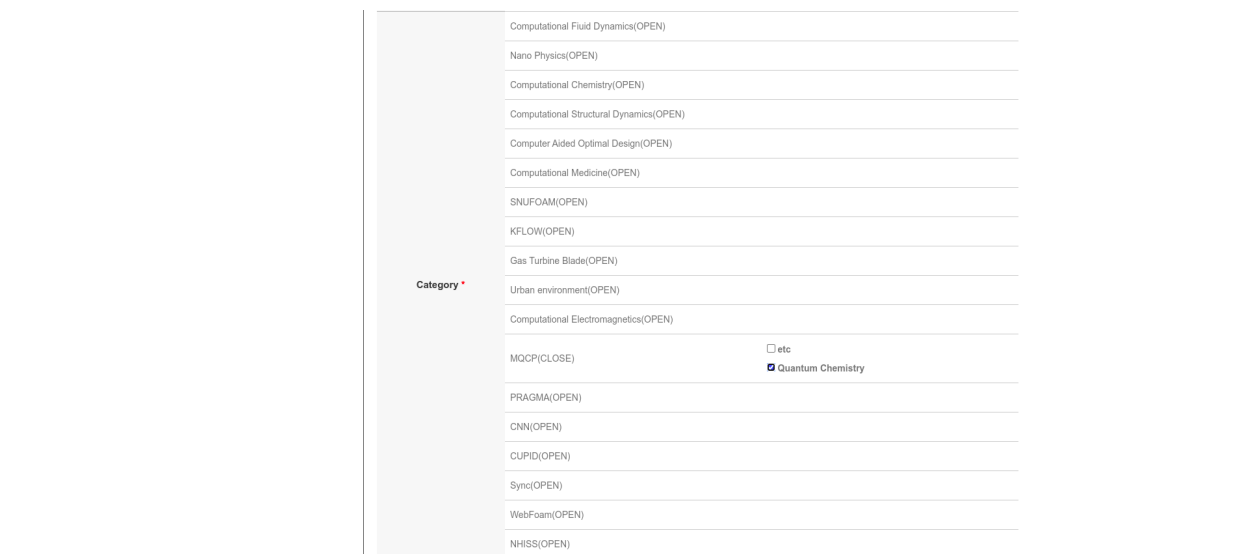 Computational Fiuid Dynamics(OPEN)
Nano Physics(OPEN)
Computational Chemistry(OPEN)
Computational Structural Dynamics(OPEN)
Computer Aided Optimal Design(OPEN)
Computational Medicine(OPEN)
SNUFOAM(OPEN)
KFLOW(OPEN)
Gas Turbine Blade(OPEN)
Category *
Urban environment(OPEN)
Computational Electromagnetics(OPEN)
MQCP(CLOSE)
etc
Quantum Chemistry
PRAGMA(OPEN)
CNN(OPEN)
CUPID(OPEN)
Sync(OPEN)
WebFoam(OPEN)
NHISS(OPEN)